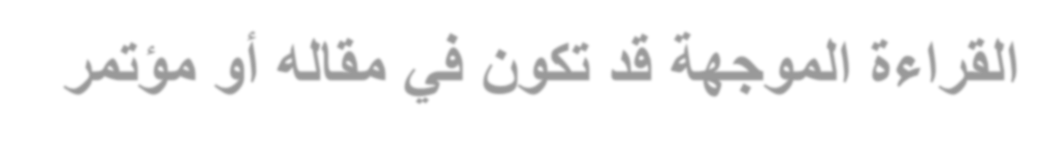 القراءة الموجهة قد تكون في مقاله أو مؤتمر